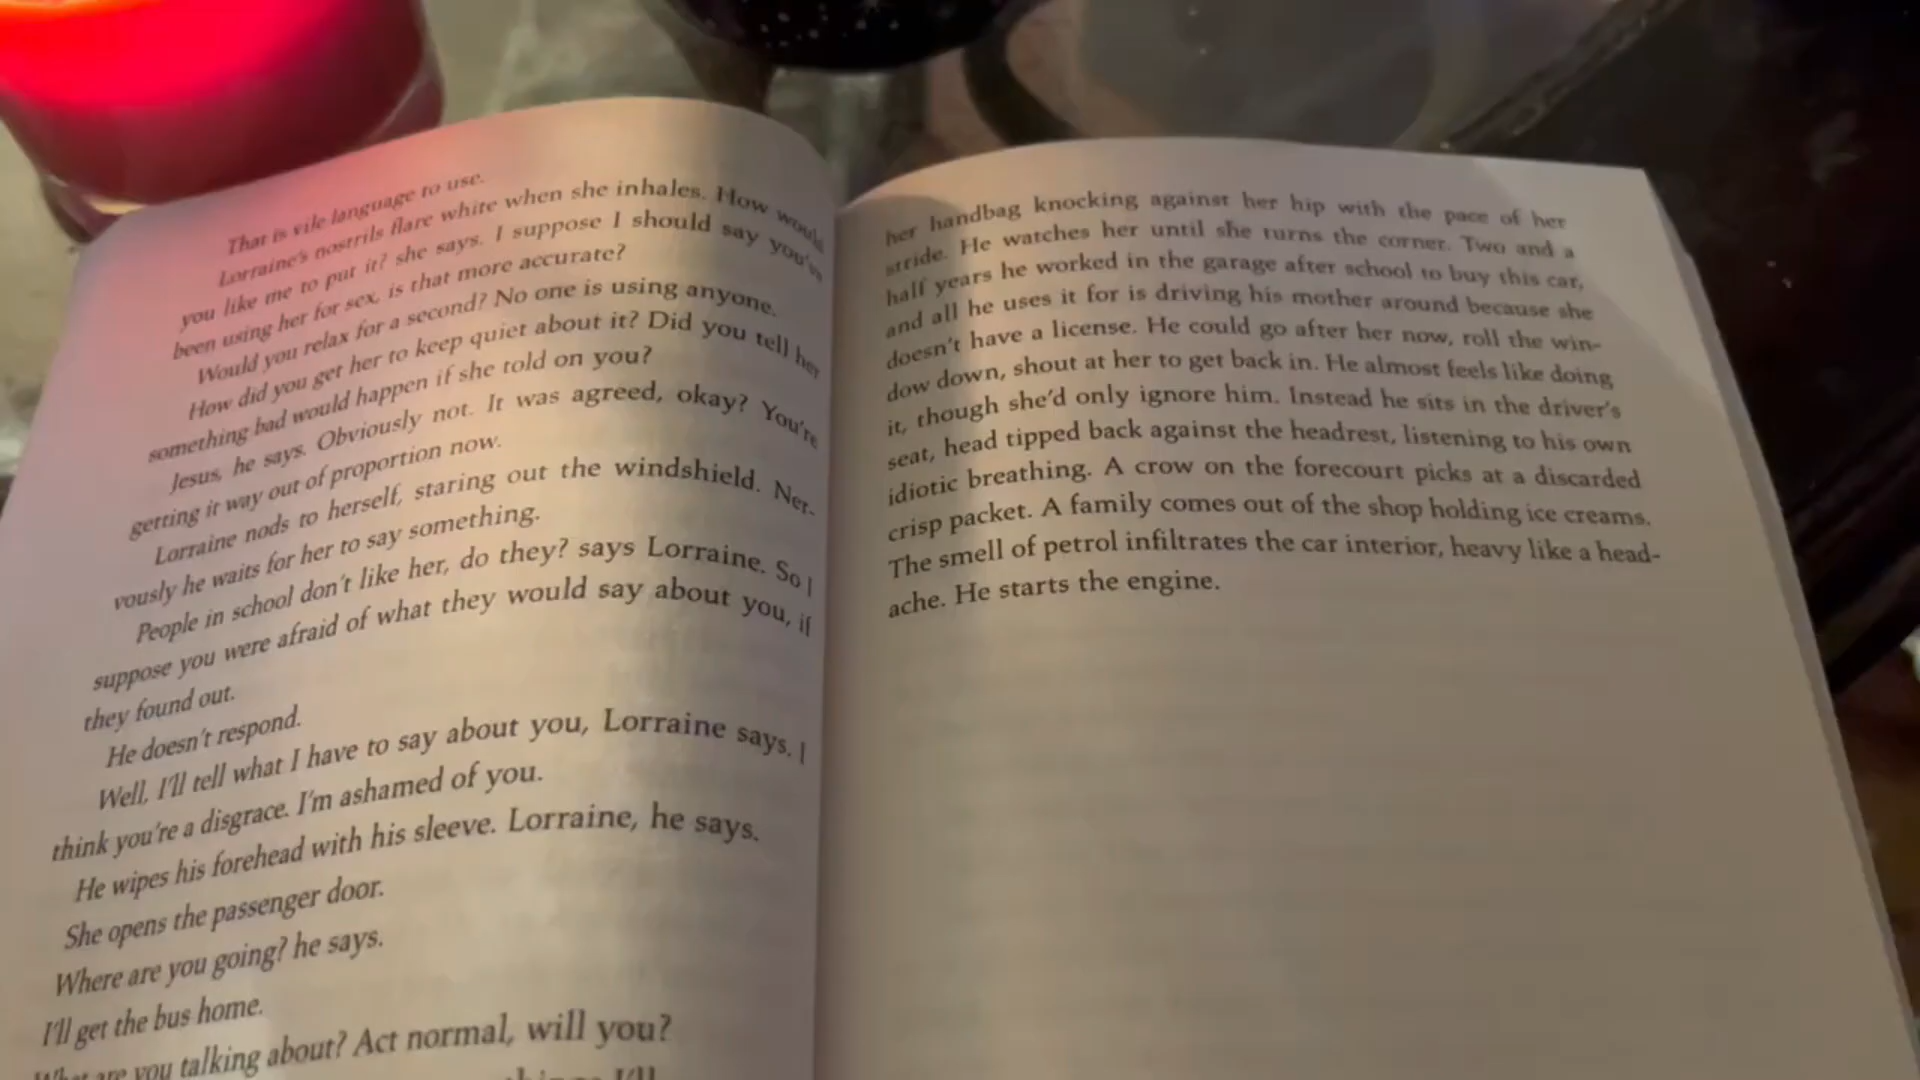 That is vile language to use.
Lorraine's nostrils flare white when she inhales. How would
you like me to put it? she says. I suppose I should say you've
been using her for sex, is that more accurate?
Would you relax for a second? No one is using anyone.
How did you get her to keep quiet about it? Did you tell her
something bad would happen if she told on you?
Jesus, he says. Obviously not. It was agreed, okay? You're
getting it way out of proportion now.
Lorraine nods to herself, staring out the windshield. Ner-
vously he waits for her to say something.
People in school don't like her, do they? says Lorraine. So I
suppose you were afraid of what they would say about you, if
they found out.
He doesn't respond.
Well, I'll tell what I have to say about you, Lorraine says. I
think you're a disgrace. I'm ashamed of you.
He wipes his forehead with his sleeve. Lorraine, he says.
She opens the passenger door.
Where are you going? he says.
I'll get the bus home.
What are you talking about? Act normal, will you?
I'll
her handbag knocking against her hip with the pace of her
stride. He watches her until she turns the corner. Two and a
half years he worked in the garage after school to buy this car,
and all he uses it for is driving his mother around because she
doesn't have a license. He could go after her now, roll the win-
dow down, shout at her to get back in. He almost feels like doing
it, though she'd only ignore him. Instead he sits in the driver's
seat, head tipped back against the headrest, listening to his own
idiotic breathing. A crow on the forecourt picks at a discarded
crisp packet. A family comes out of the shop holding ice creams.
The smell of petrol infiltrates the car interior, heavy like a head-
ache. He starts the engine.